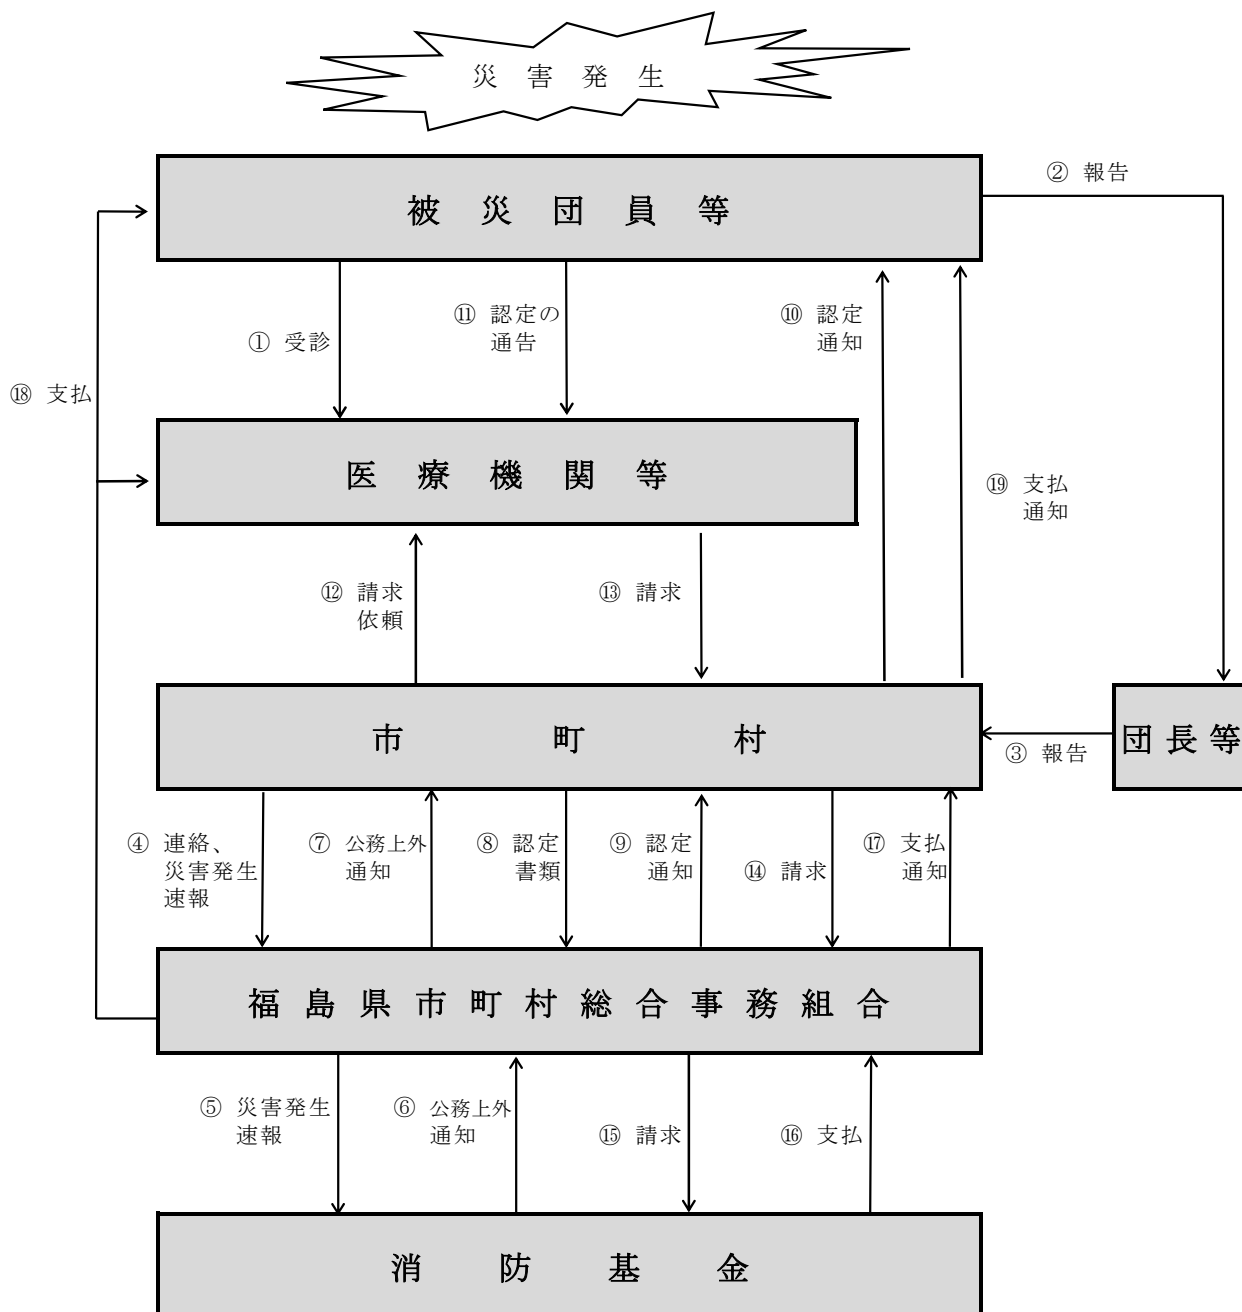 災害発生
② 報告
被災団員等
⑪ 認定の
通告
⑩ 認定
通知
① 受診
⑱ 支払
医療機関等
⑲ 支払
通知
⑫ 請求
依頼
⑬ 請求
市町村
団長等
③ 報告
④ 連絡、
災害発生
速報
⑦ 公務上外
通知
⑧ 認定
書類
⑨ 認定
通知
⑭ 請求
⑰ 支払
通知
福島県市町村総合事務組合
⑤ 災害発生
速報
⑥ 公務上外
通知
⑮ 請求
⑯ 支払
消防基金